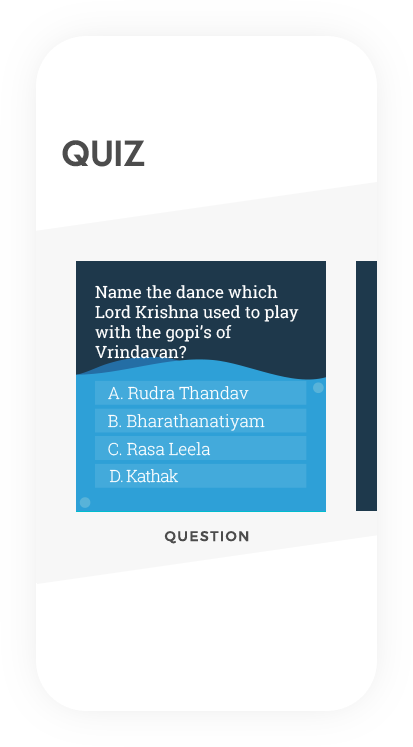 QUIZ
Name the dance which
Lord Krishna used to play
with the gopi’s of
Vrindavan?
A. Rudra Thandav
B. Bharathanatiyam
C. Rasa Leela
D. Kathak
QUESTION